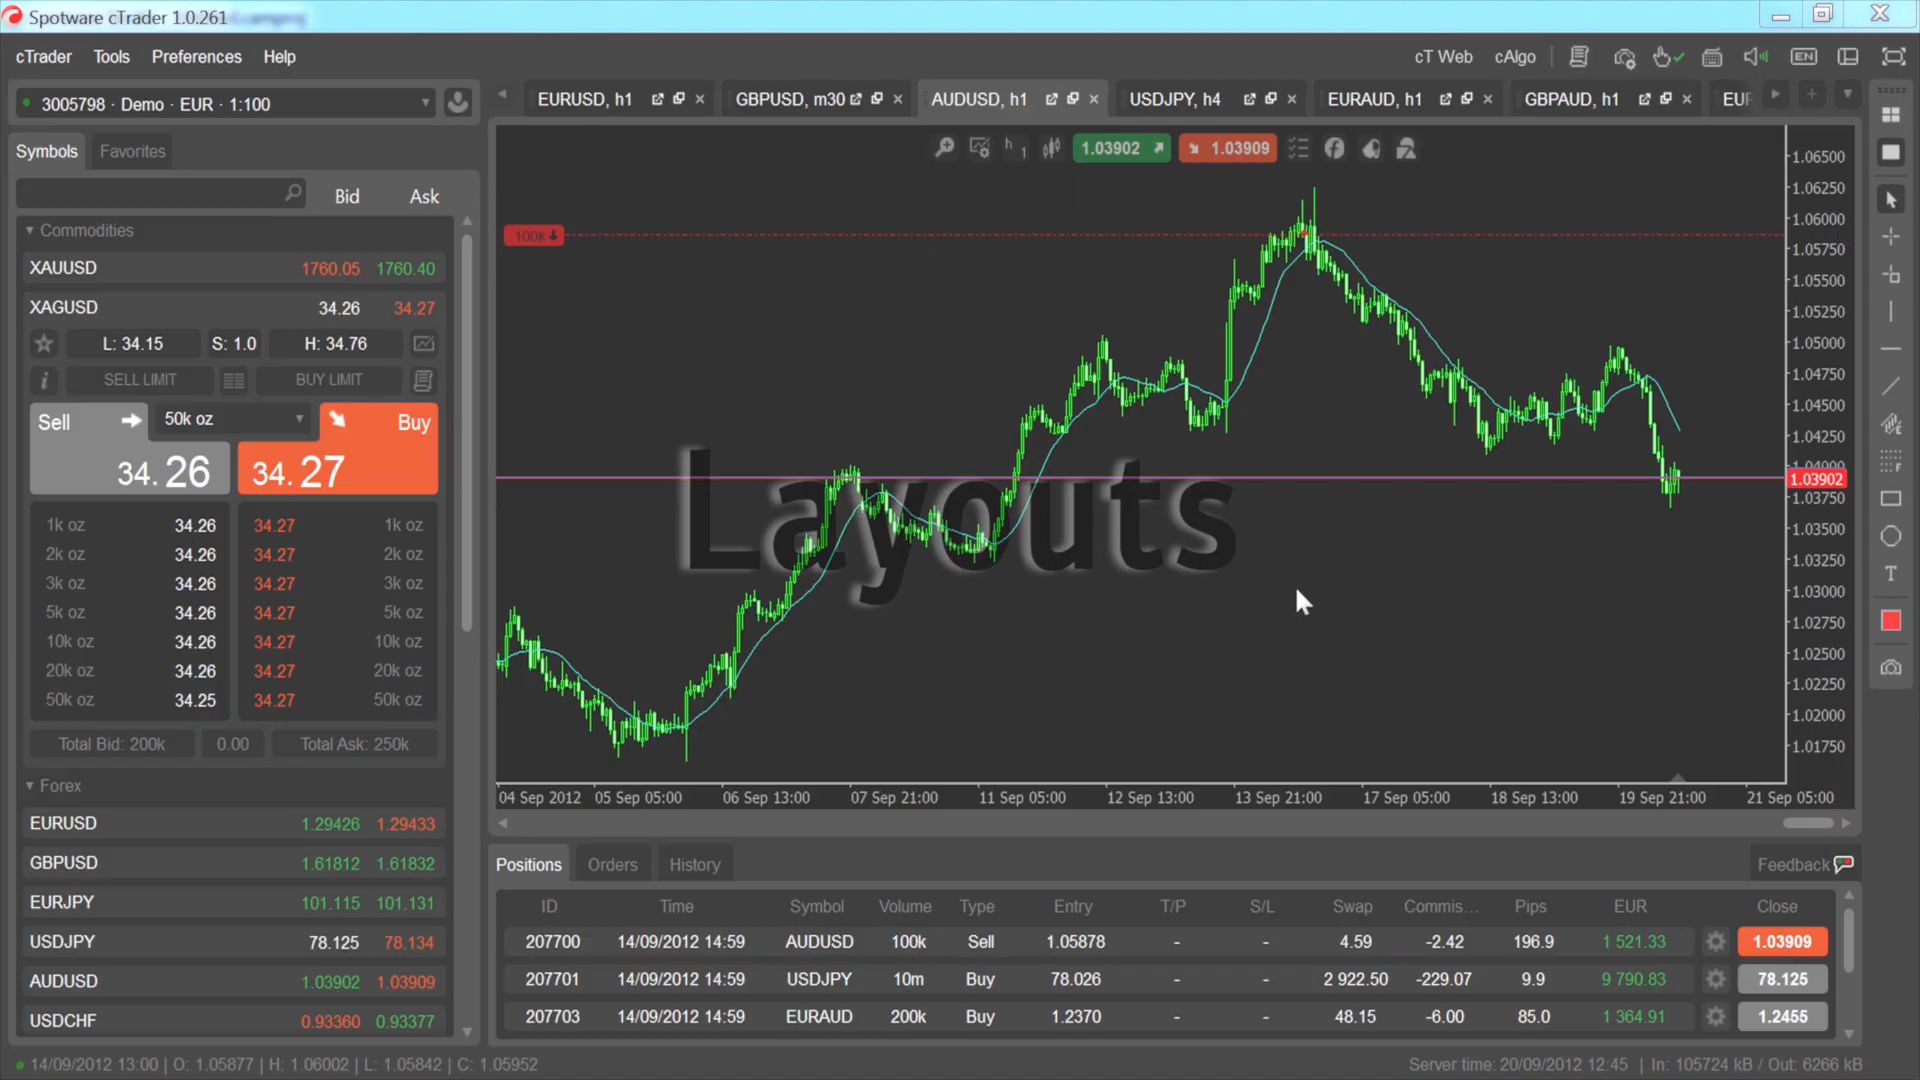 Spotware cTrader 1.0.261
cTrader Tools Preferences Help
cT Web cAlgo EN
3005798 · Demo · EUR · 1:100
EURUSD, h1 GBPUSD, m30 AUDUSD, h1 USDJPY, h4 EURAUD, h1 GBPAUD, h1 EUR
Symbols Favorites
Bid Ask
Commodities
XAUUSD 1760.05 1760.40
XAGUSD 34.26 34.27
L: 34.15 S: 1.0 H: 34.76
SELL LIMIT BUY LIMIT
Sell 50k oz Buy
34.26 34.27
1k oz 34.26 34.27 1k oz
2k oz 34.26 34.27 2k oz
3k oz 34.26 34.27 3k oz
5k oz 34.26 34.27 5k oz
10k oz 34.26 34.27 10k oz
20k oz 34.26 34.27 20k oz
50k oz 34.25 34.27 50k oz
Total Bid: 200k 0.00 Total Ask: 250k
Forex
EURUSD 1.29426 1.29433
GBPUSD 1.61812 1.61832
EURJPY 101.115 101.131
USDJPY 78.125 78.134
AUDUSD 1.03902 1.03909
USDCHF 0.93360 0.93377
h1 1.03902 1.03909
100k
Layouts
1.06500
1.06250
1.06000
1.05750
1.05500
1.05250
1.05000
1.04750
1.04500
1.04250
1.04000
1.03902
1.03750
1.03500
1.03250
1.03000
1.02750
1.02500
1.02250
1.02000
1.01750
04 Sep 2012 05 Sep 05:00 06 Sep 13:00 07 Sep 21:00 11 Sep 05:00 12 Sep 13:00 13 Sep 21:00 17 Sep 05:00 18 Sep 13:00 19 Sep 21:00 21 Sep 05:00
Positions Orders History Feedback
ID Time Symbol Volume Type Entry T/P S/L Swap Commis... Pips EUR Close
207700 14/09/2012 14:59 AUDUSD 100k Sell 1.05878 - - 4.59 -2.42 196.9 1 521.33 1.03909
207701 14/09/2012 14:59 USDJPY 10m Buy 78.026 - - 2 922.50 -229.07 9.9 9 790.83 78.125
207703 14/09/2012 14:59 EURAUD 200k Buy 1.2370 - - 48.15 -6.00 85.0 1 364.91 1.2455
14/09/2012 13:00 | O: 1.05877 | H: 1.06002 | L: 1.05842 | C: 1.05952
Server time: 20/09/2012 12:45 | In: 105724 kB / Out: 6266 kB